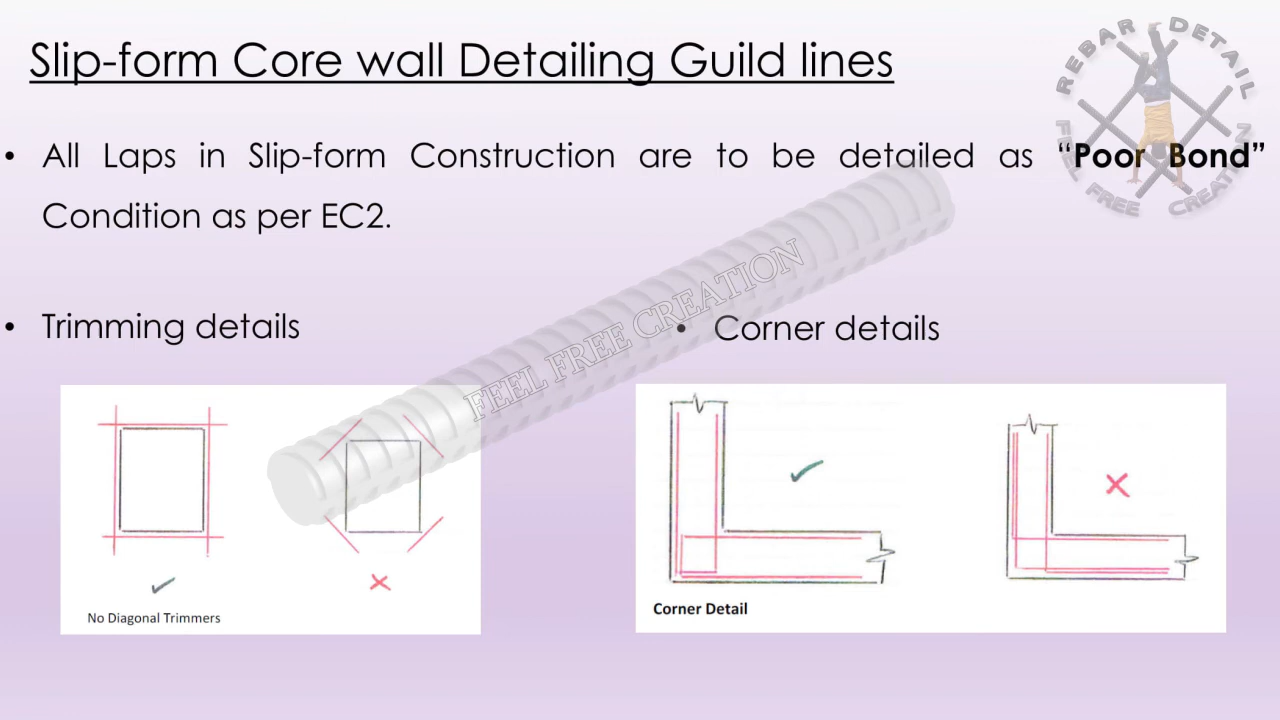 Slip-form Core wall Detailing Guild lines
REBAR DETAIL
FEEL FREE CREATION
• All Laps in Slip-form Construction are to be detailed as “Poor Bond”
Condition as per EC2.
FEEL FREE CREATION
• Trimming details
• Corner details
No Diagonal Trimmers
Corner Detail